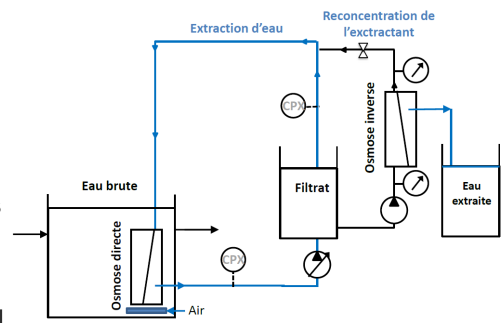 Extraction d'eau
Reconcentration de
l'exctractant
CPX
Osmose inverse
Eau brute
Filtrat
Eau
extraite
Osmose directe
CPX
Air